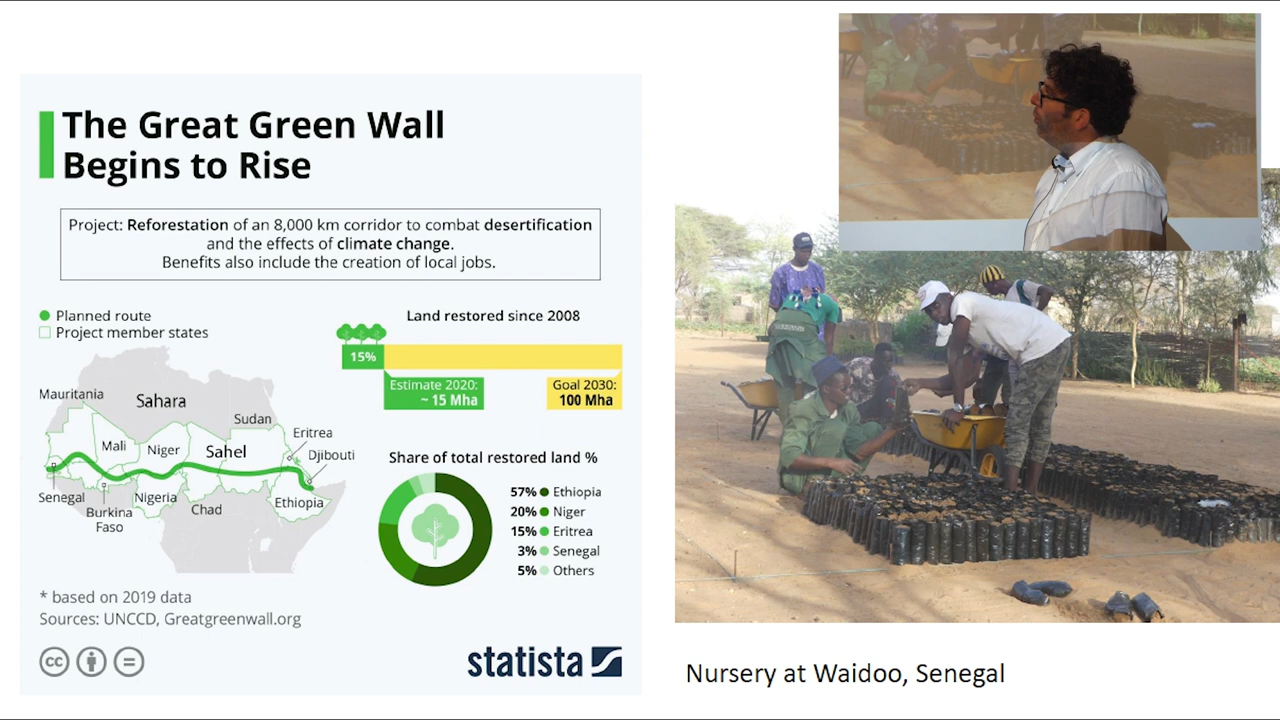 The Great Green Wall
Begins to Rise
Project: Reforestation of an 8,000 km corridor to combat desertification
and the effects of climate change.
Benefits also include the creation of local jobs.
Planned route
Project member states
Land restored since 2008
15%
Estimate 2020:
~ 15 Mha
Goal 2030:
100 Mha
Mauritania
Sahara
Sudan
Eritrea
Mali
Niger
Sahel
Djibouti
Senegal
Nigeria
Chad
Ethiopia
Burkina
Faso
Share of total restored land %
57% Ethiopia
20% Niger
15% Eritrea
3% Senegal
5% Others
* based on 2019 data
Sources: UNCCD, Greatgreenwall.org
cc
statista
Nursery at Waidoo, Senegal